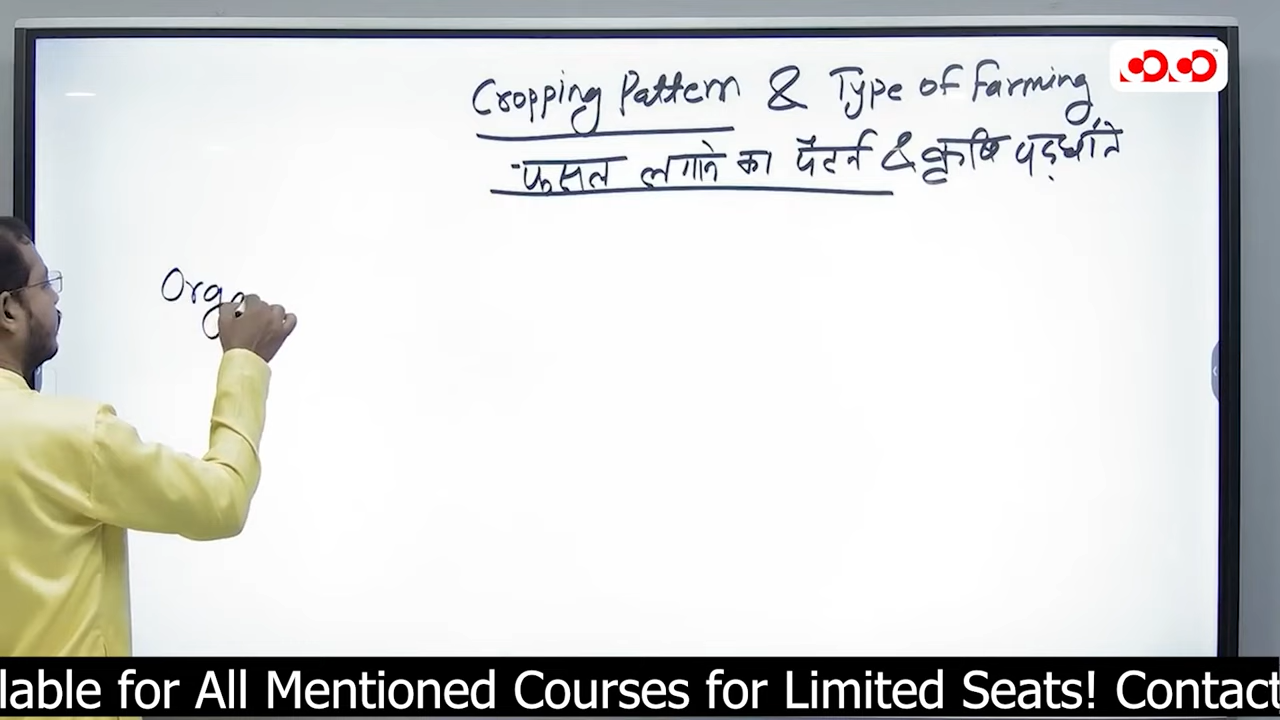 Cropping Pattern & Type of Farming
फसल लगाने का पैटर्न & कृषि पद्धति
Orga
lable for All Mentioned Courses for Limited Seats! Contact